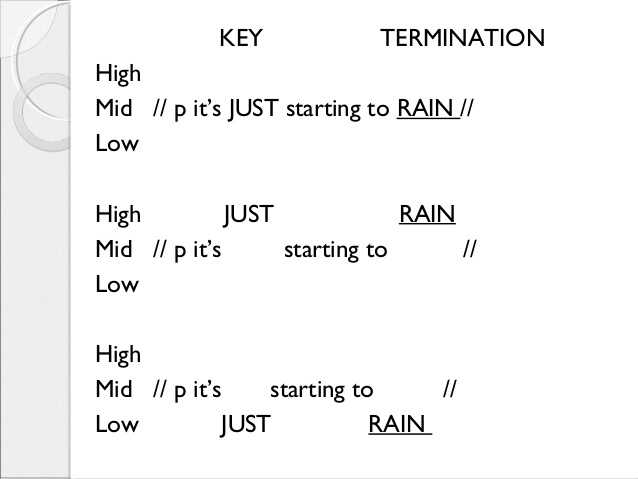 KEY TERMINATION
High
Mid // p it’s JUST starting to RAIN //
Low
High JUST RAIN
Mid // p it’s starting to //
Low
High
Mid // p it’s starting to //
Low JUST RAIN